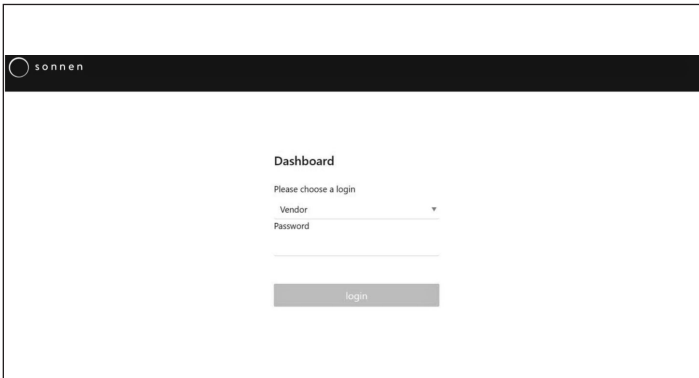 sonnen
Dashboard
Please choose a login
Vendor
Password
login